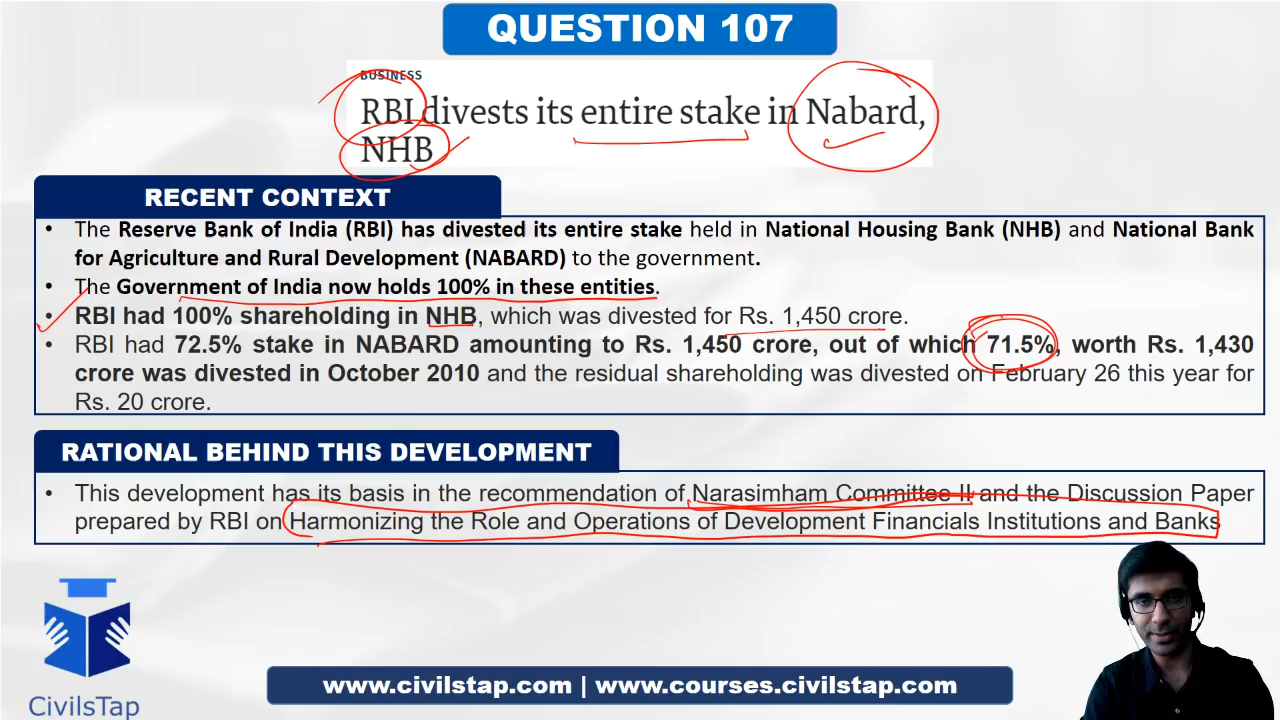 QUESTION 107
BUSINESS
RBI divests its entire stake in Nabard,
NHB
RECENT CONTEXT
• The Reserve Bank of India (RBI) has divested its entire stake held in National Housing Bank (NHB) and National Bank
for Agriculture and Rural Development (NABARD) to the government.
• The Government of India now holds 100% in these entities.
• RBI had 100% shareholding in NHB, which was divested for Rs. 1,450 crore.
• RBI had 72.5% stake in NABARD amounting to Rs. 1,450 crore, out of which 71.5%, worth Rs. 1,430
crore was divested in October 2010 and the residual shareholding was divested on February 26 this year for
Rs. 20 crore.
RATIONAL BEHIND THIS DEVELOPMENT
• This development has its basis in the recommendation of Narasimham Committee II and the Discussion Paper
prepared by RBI on Harmonizing the Role and Operations of Development Financials Institutions and Banks
CivilsTap
www.civilstap.com | www.courses.civilstap.com